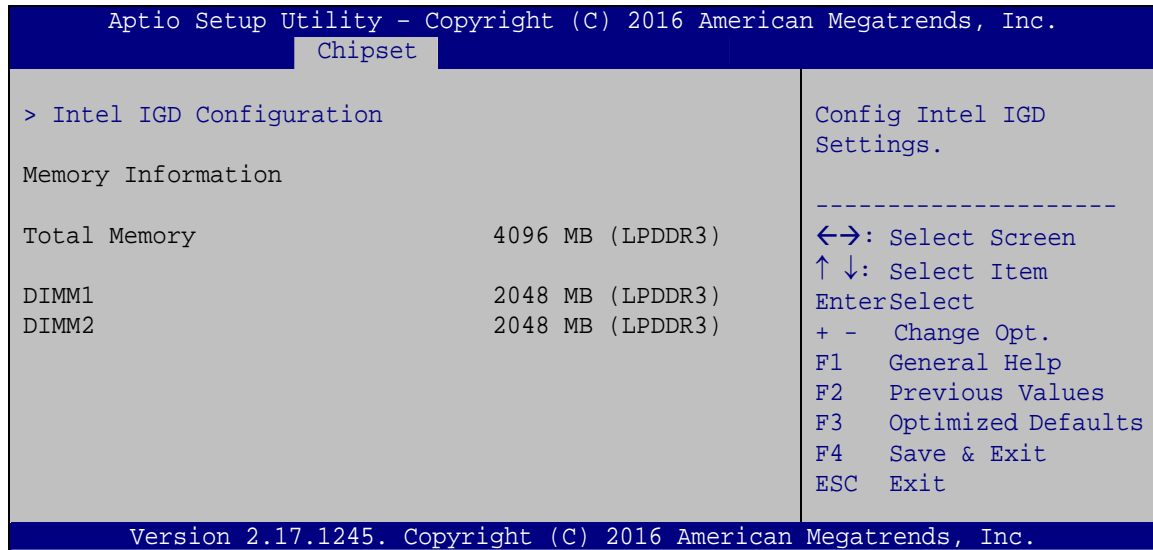 Aptio Setup Utility – Copyright (C) 2016 American Megatrends, Inc.
Chipset
> Intel IGD Configuration
Memory Information
Total Memory 4096 MB (LPDDR3)
DIMM1 2048 MB (LPDDR3)
DIMM2 2048 MB (LPDDR3)
Config Intel IGD
Settings.
---------------------
←→: Select Screen
↑ ↓: Select Item
EnterSelect
+ - Change Opt.
F1 General Help
F2 Previous Values
F3 Optimized Defaults
F4 Save & Exit
ESC Exit
Version 2.17.1245. Copyright (C) 2016 American Megatrends, Inc.